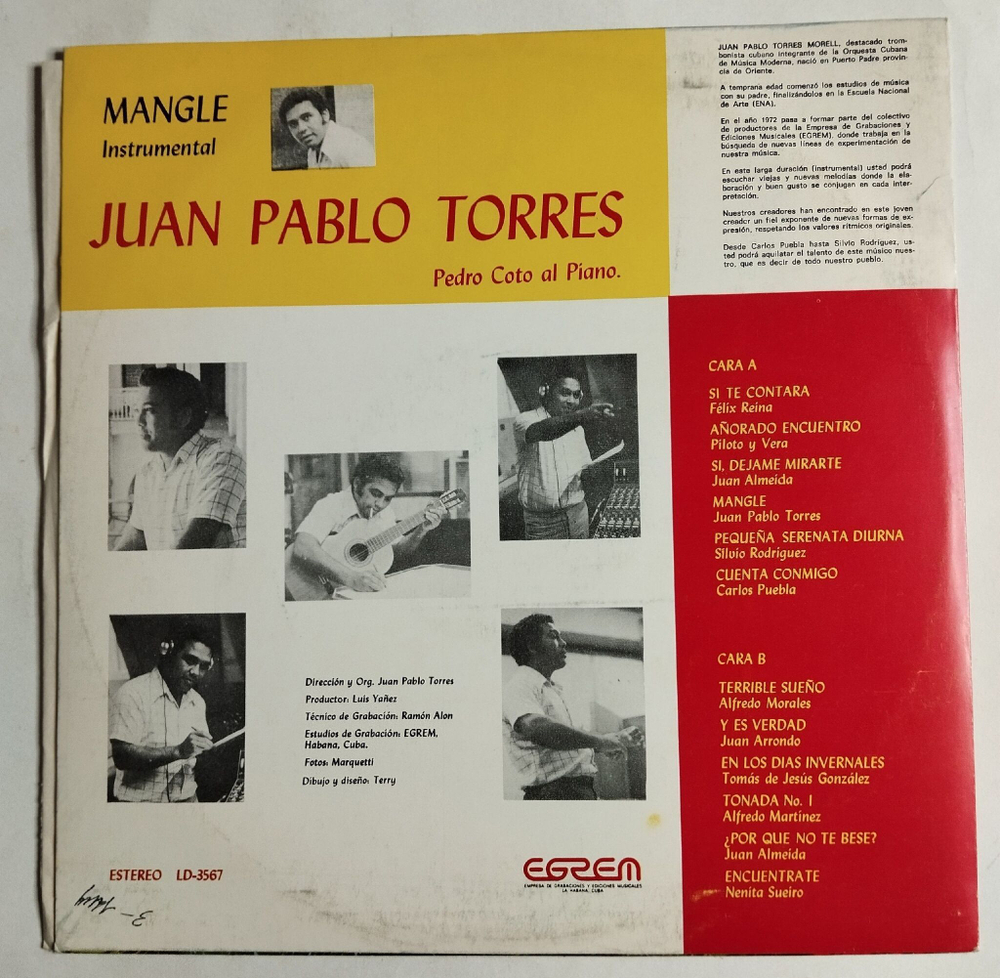 MANGLE
Instrumental
JUAN PABLO TORRES
Pedro Coto al Piano.
JUAN PABLO TORRES MORELL, destacado trom-
bonista cubano integrante de la Orquesta Cubana
de Música Moderna, nació en Puerto Padre provin-
cia de Oriente.
A temprana edad comenzó los estudios de música
con su padre, finalizándolos en la Escuela Nacional
de Arte (ENA).
En el año 1972 pasa a formar parte del colectivo
de productores de la Empresa de Grabaciones y
Ediciones Musicales (EGREM), donde trabaja en la
búsqueda de nuevas líneas de experimentación de
nuestra música.
En esta larga duración (instrumental) usted podrá
escuchar viejas y nuevas melodías donde la ela-
boración y buen gusto se conjugan en cada inter-
pretación.
Nuestros creadores han encontrado en este joven
creador un fiel exponente de nuevas formas de ex-
presión, respetando los valores rítmicos originales.
Desde Carlos Puebla hasta Silvio Rodríguez, us-
ted podrá aquilatar el talento de este músico nues-
tro, que es decir de todo nuestro pueblo.
CARA A
SI TE CONTARA
Félix Reina
AÑORADO ENCUENTRO
Piloto y Vera
SI, DEJAME MIRARTE
Juan Almeida
MANGLE
Juan Pablo Torres
PEQUEÑA SERENATA DIURNA
Silvio Rodríguez
CUENTA CONMIGO
Carlos Puebla
CARA B
TERRIBLE SUEÑO
Alfredo Morales
Y ES VERDAD
Juan Arrondo
EN LOS DIAS INVERNALES
Tomás de Jesús González
TONADA No. 1
Alfredo Martínez
¿POR QUE NO TE BESE?
Juan Almeida
ENCUENTRATE
Nenita Sueiro
Dirección y Org. Juan Pablo Torres
Productor: Luis Yañez
Técnico de Grabación: Ramón Alon
Estudios de Grabación: EGREM,
Habana, Cuba.
Fotos: Marquetti
Dibujo y diseño: Terry
ESTEREO LD-3567
EGREM
EMPRESA DE GRABACIONES Y EDICIONES MUSICALES
LA HABANA, CUBA